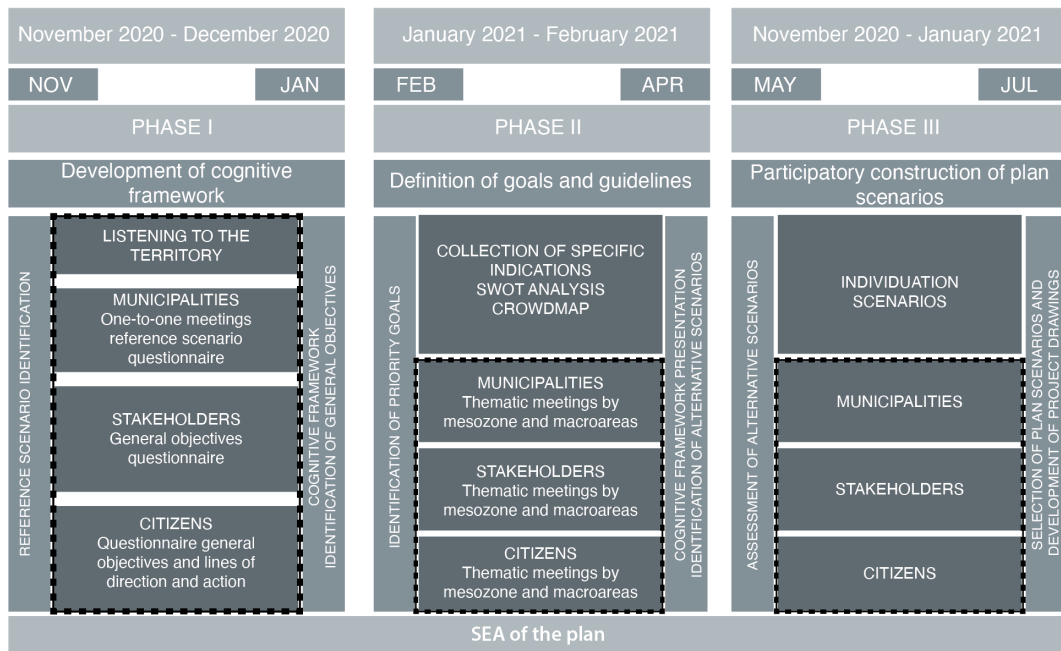 November 2020 - December 2020
NOV
JAN
PHASE I
Development of cognitive
framework
REFERENCE SCENARIO IDENTIFICATION
LISTENING TO THE
TERRITORY
MUNICIPALITIES
One-to-one meetings
reference scenario
questionnaire
STAKEHOLDERS
General objectives
questionnaire
CITIZENS
Questionnaire general
objectives and lines of
direction and action
COGNITIVE FRAMEWORK
IDENTIFICATION OF GENERAL OBJECTIVES
January 2021 - February 2021
FEB
APR
PHASE II
Definition of goals and guidelines
IDENTIFICATION OF PRIORITY GOALS
COLLECTION OF SPECIFIC
INDICATIONS
SWOT ANALYSIS
CROWDMAP
MUNICIPALITIES
Thematic meetings by
mesozone and macroareas
STAKEHOLDERS
Thematic meetings by
mesozone and macroareas
CITIZENS
Thematic meetings by
mesozone and macroareas
COGNITIVE FRAMEWORK PRESENTATION
IDENTIFICATION OF ALTERNATIVE SCENARIOS
November 2020 - January 2021
MAY
JUL
PHASE III
Participatory construction of plan
scenarios
ASSESSMENT OF ALTERNATIVE SCENARIOS
INDIVIDUATION
SCENARIOS
MUNICIPALITIES
STAKEHOLDERS
CITIZENS
SELECTION OF PLAN SCENARIOS AND
DEVELOPMENT OF PROJECT DRAWINGS
SEA of the plan